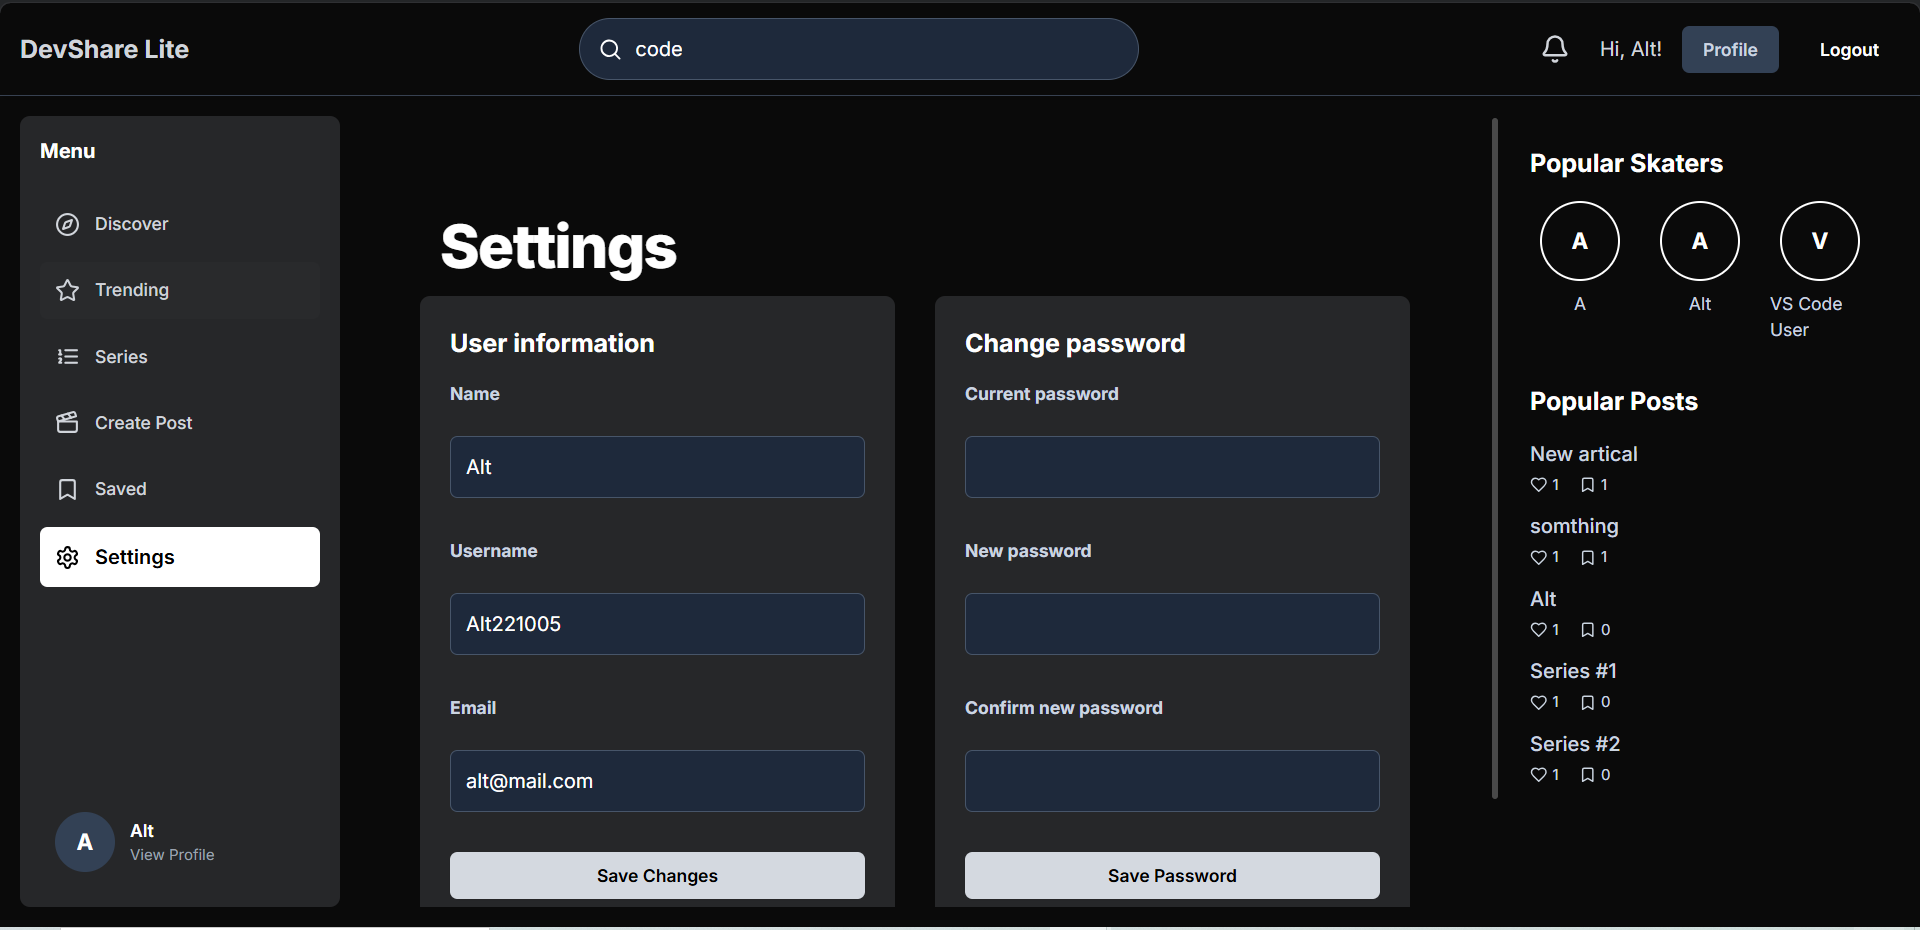 DevShare Lite
code
Hi, Alt!
Profile
Logout
Menu
Discover
Trending
Series
Create Post
Saved
Settings
A
Alt
View Profile
Settings
User information
Name
Alt
Username
Alt221005
Email
alt@mail.com
Save Changes
Change password
Current password
New password
Confirm new password
Save Password
Popular Skaters
A
A
V
A
Alt
VS Code
User
Popular Posts
New artical
1 1
somthing
1 1
Alt
1 0
Series #1
1 0
Series #2
1 0